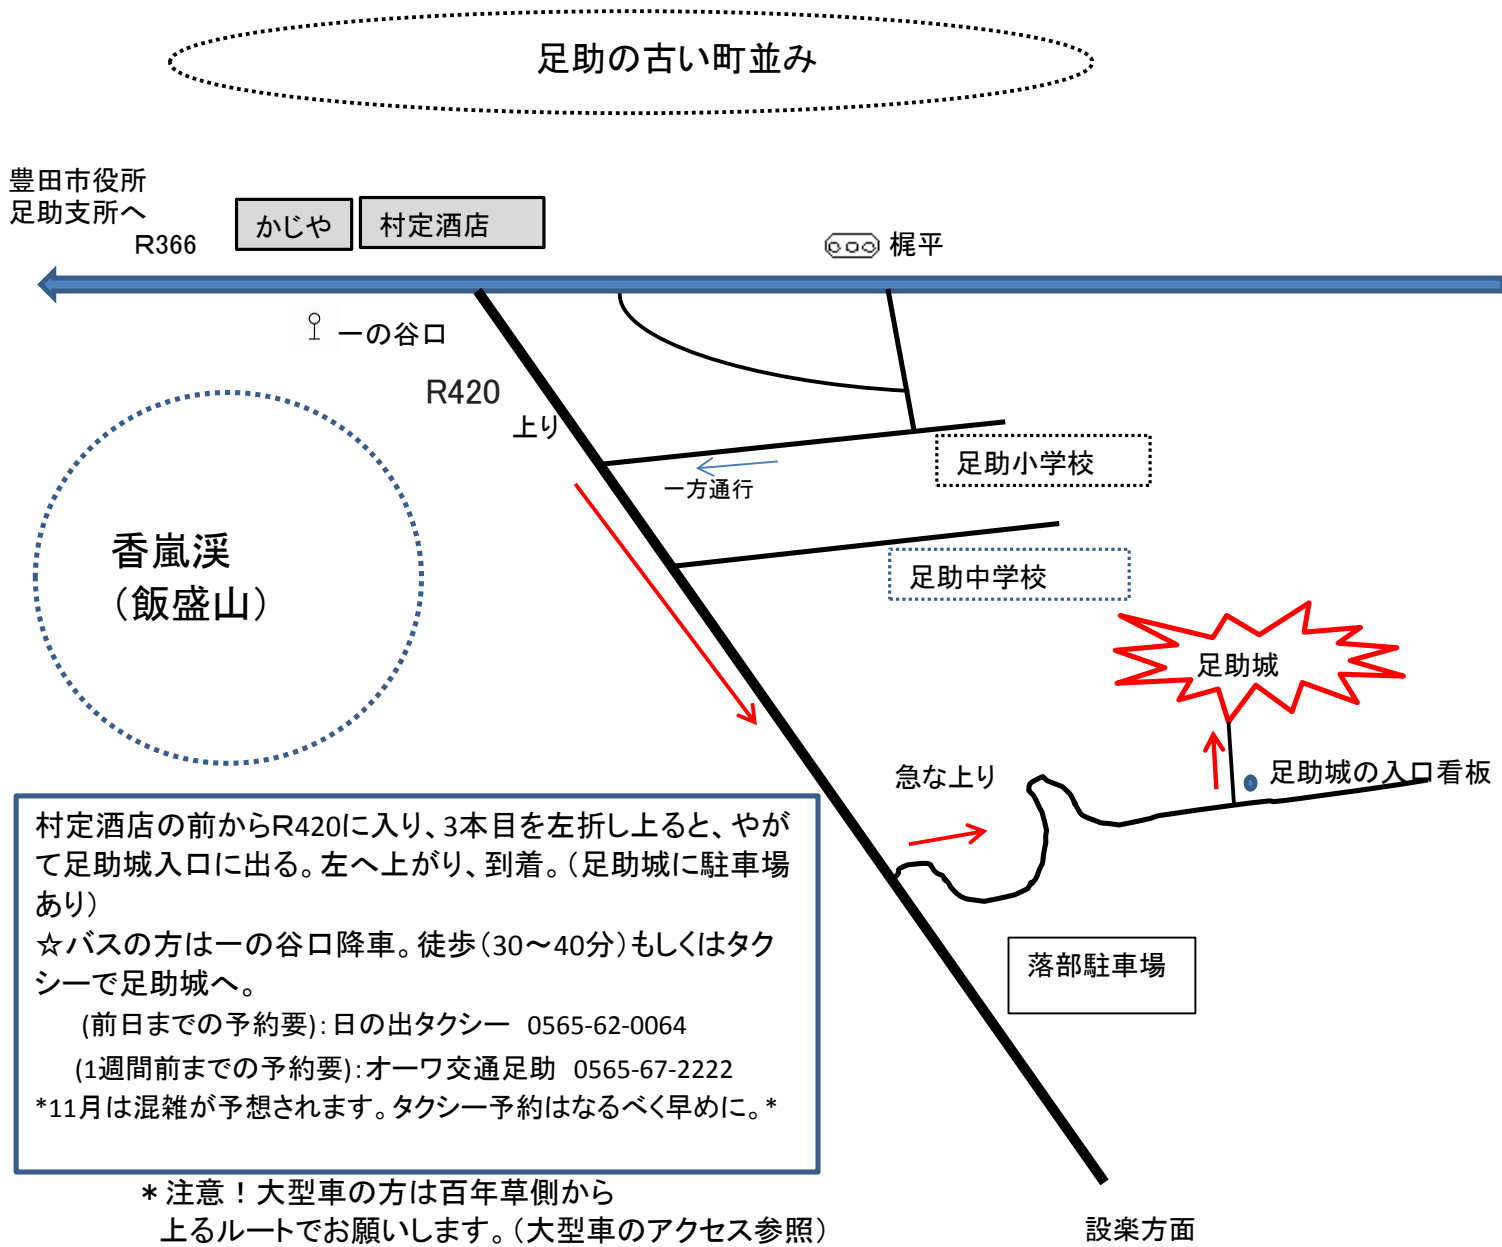 足助の古い町並み
豊田市役所
足助支所へ
R366
かじや
村定酒店
梶平
一の谷口
R420
上り
足助小学校
一方通行
香嵐渓
（飯盛山）
足助中学校
足助城
急な上り
足助城の入口看板
村定酒店の前からR420に入り、3本目を左折し上ると、やが
て足助城入口に出る。左へ上がり、到着。（足助城に駐車場
あり）
☆バスの方は一の谷口降車。徒歩（30～40分）もしくはタク
シーで足助城へ。
(前日までの予約要)：日の出タクシー 0565-62-0064
(1週間前までの予約要)：オーワ交通足助 0565-67-2222
*11月は混雑が予想されます。タクシー予約はなるべく早めに。*
落部駐車場
＊注意！大型車の方は百年草側から
上るルートでお願いします。（大型車のアクセス参照）
設楽方面